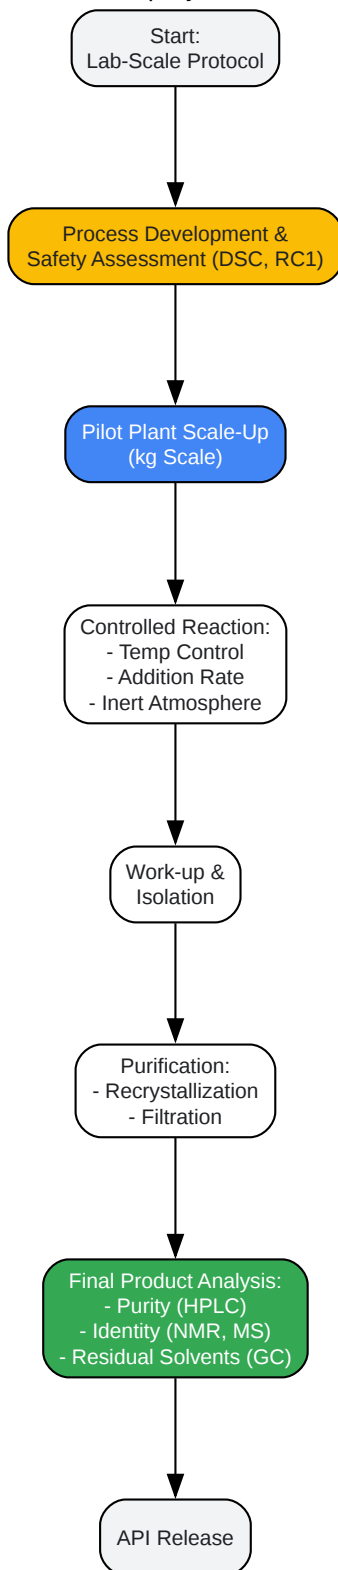 Start:
Lab-Scale Protocol
Process Development &
Safety Assessment (DSC, RC1)
Pilot Plant Scale-Up
(kg Scale)
Controlled Reaction:
- Temp Control
- Addition Rate
- Inert Atmosphere
Work-up &
Isolation
Purification:
- Recrystallization
- Filtration
Final Product Analysis:
- Purity (HPLC)
- Identity (NMR, MS)
- Residual Solvents (GC)
API Release